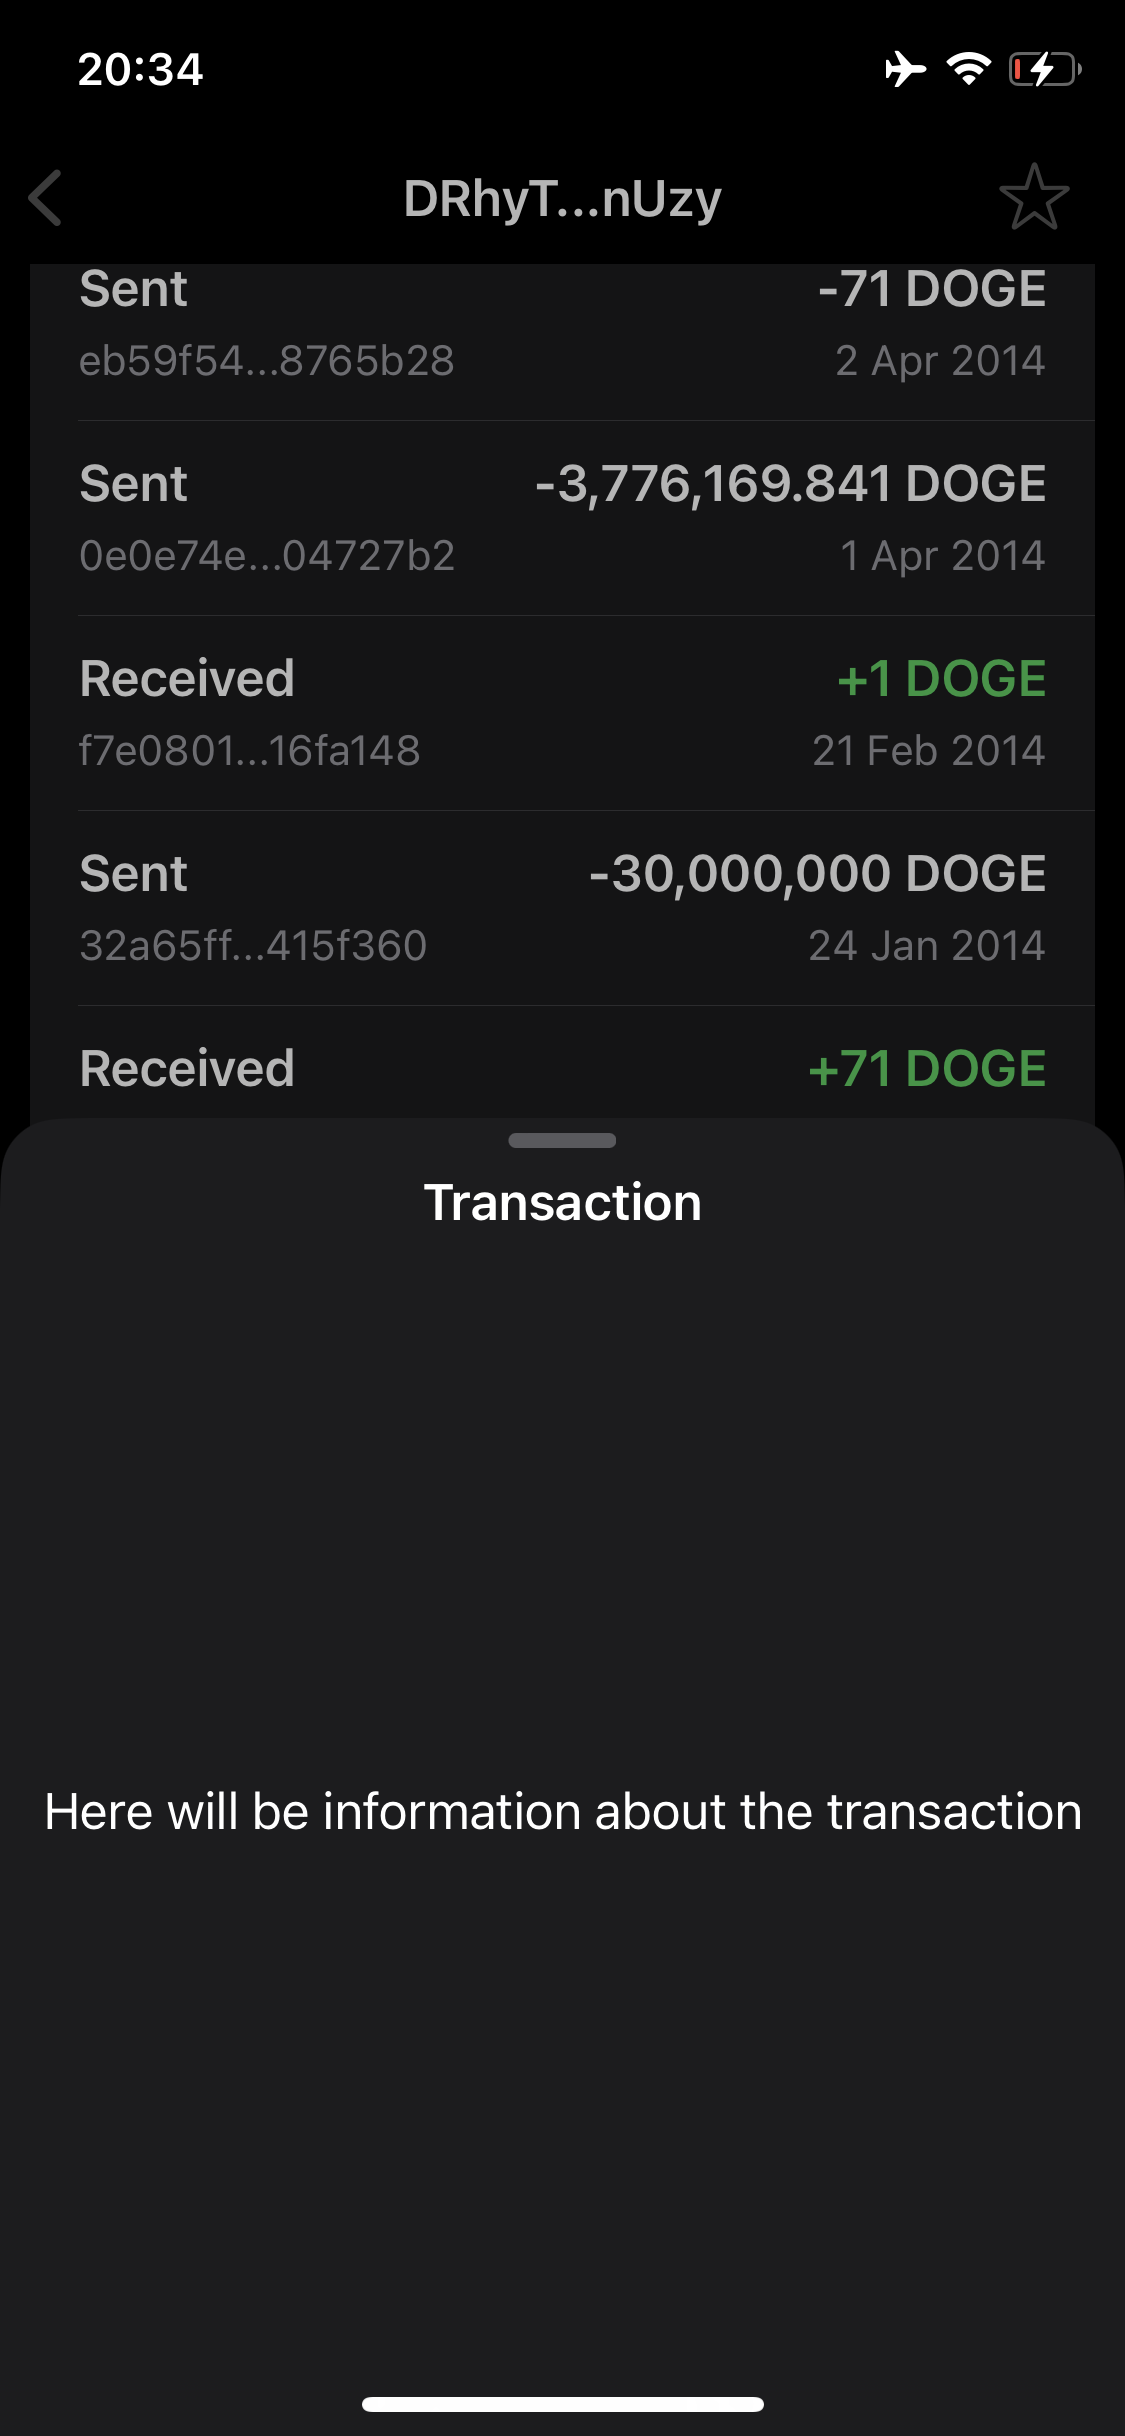 20:34
DRhyT...nUzy
Sent -71 DOGE
eb59f54...8765b28 2 Apr 2014
Sent -3,776,169.841 DOGE
0e0e74e...04727b2 1 Apr 2014
Received +1 DOGE
f7e0801...16fa148 21 Feb 2014
Sent -30,000,000 DOGE
32a65ff...415f360 24 Jan 2014
Received +71 DOGE
Transaction
Here will be information about the transaction